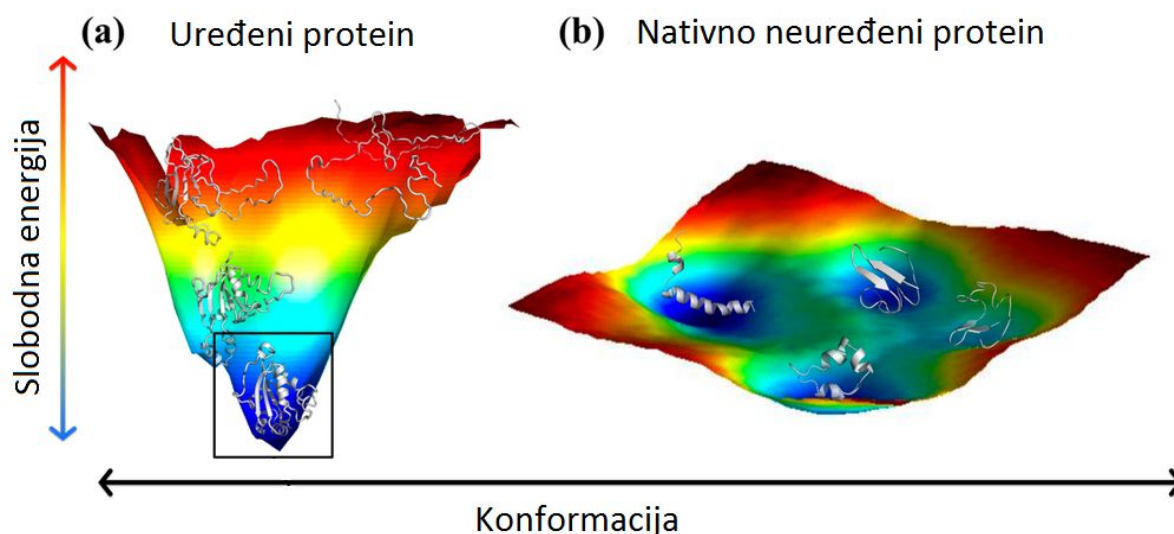 (a) Uređeni protein
(b) Nativno neuređeni protein
Slobodna energija
Konformacija